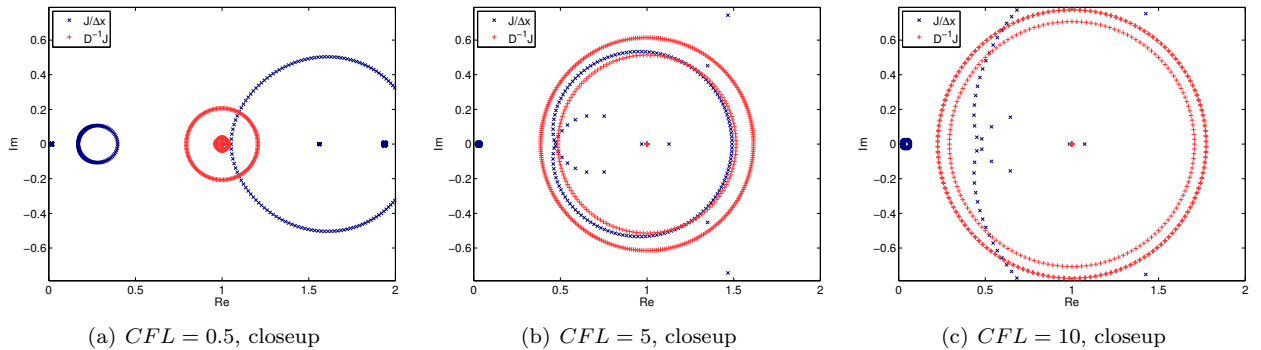 0.6
0.4
0.2
0
−0.2
−0.4
−0.6
Im
0
0.5
1
1.5
2
Re
J/Δx
D⁻¹J
(a) CFL = 0.5, closeup
0.6
0.4
0.2
0
−0.2
−0.4
−0.6
Im
0
0.5
1
1.5
2
Re
J/Δx
D⁻¹J
(b) CFL = 5, closeup
0.6
0.4
0.2
0
−0.2
−0.4
−0.6
Im
0
0.5
1
1.5
2
Re
J/Δx
D⁻¹J
(c) CFL = 10, closeup